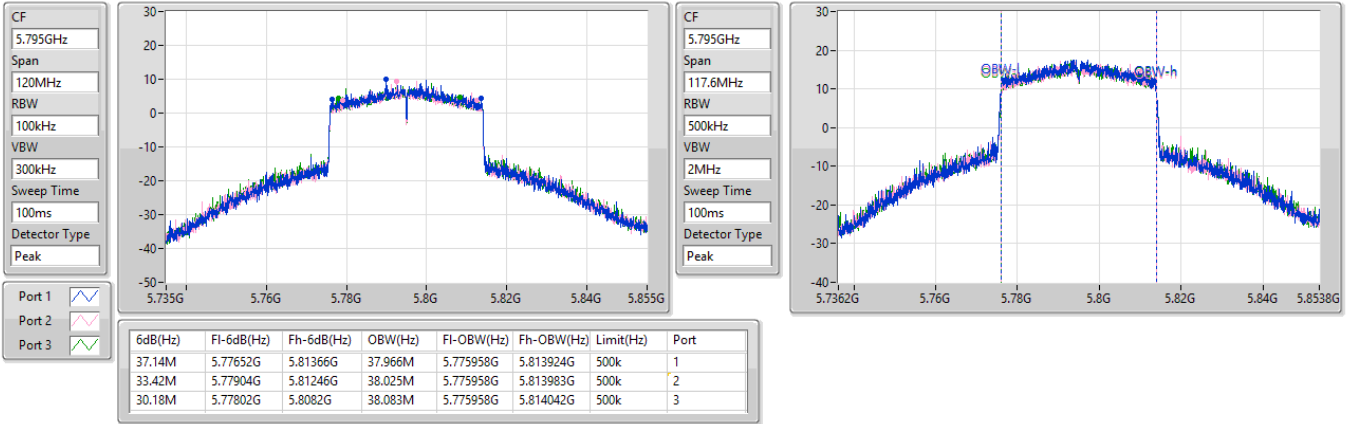 CF
5.795GHz
Span
120MHz
RBW
100kHz
VBW
300kHz
Sweep Time
100ms
Detector Type
Peak
30
20
10
0
-10
-20
-30
-40
-50
5.735G 5.76G 5.78G 5.8G 5.82G 5.84G 5.855G
CF
5.795GHz
Span
117.6MHz
RBW
500kHz
VBW
2MHz
Sweep Time
100ms
Detector Type
Peak
30
20
10
0
-10
-20
-30
-40
OBW-l OBW-h
5.7362G 5.76G 5.78G 5.8G 5.82G 5.84G 5.8538G
Port 1
Port 2
Port 3
6dB(Hz) Fl-6dB(Hz) Fh-6dB(Hz) OBW(Hz) Fl-OBW(Hz) Fh-OBW(Hz) Limit(Hz) Port
37.14M 5.77652G 5.81366G 37.966M 5.775958G 5.813924G 500k 1
33.42M 5.77904G 5.81246G 38.025M 5.775958G 5.813983G 500k 2
30.18M 5.77802G 5.8082G 38.083M 5.775958G 5.814042G 500k 3